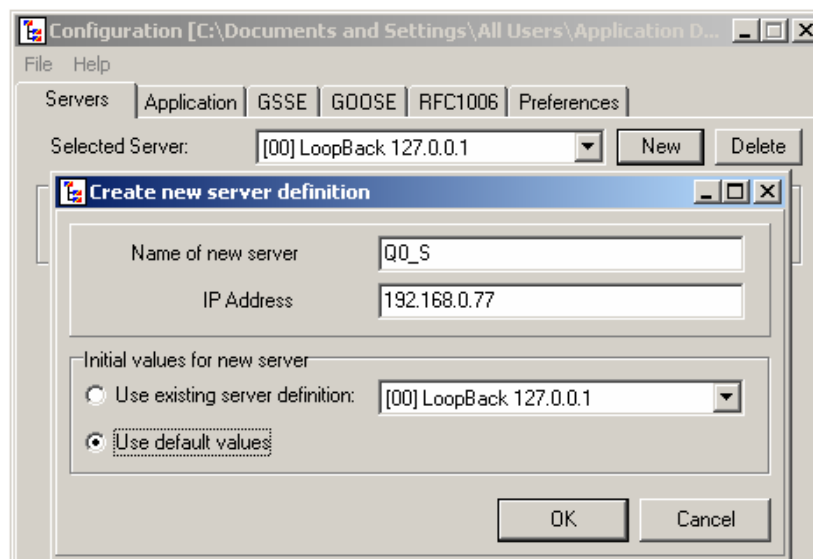 Configuration [C:\Documents and Settings\All Users\Application D...
File Help
Servers Application GSSE GOOSE RFC1006 Preferences
Selected Server: [00] LoopBack 127.0.0.1 New Delete
Create new server definition
Name of new server Q0_S
IP Address 192.168.0.77
Initial values for new server
Use existing server definition: [00] LoopBack 127.0.0.1
Use default values
OK Cancel